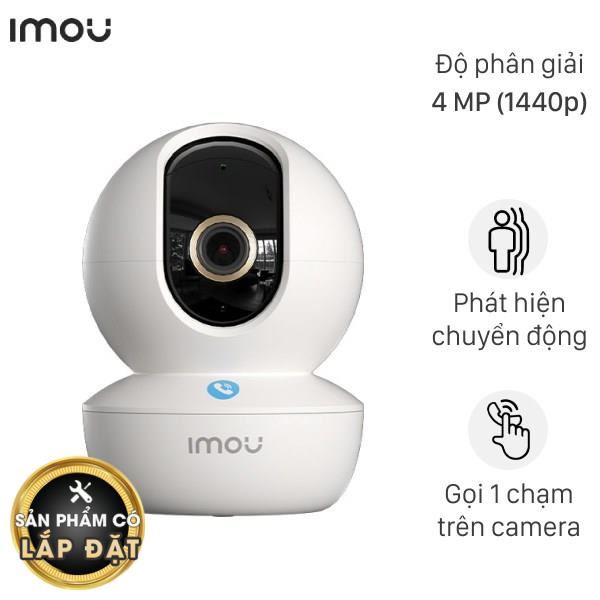 imou
Độ phân giải
4 MP (1440p)
Phát hiện
chuyển động
imou
Gọi 1 chạm
trên camera
SẢN PHẨM CÓ
LẮP ĐẶT